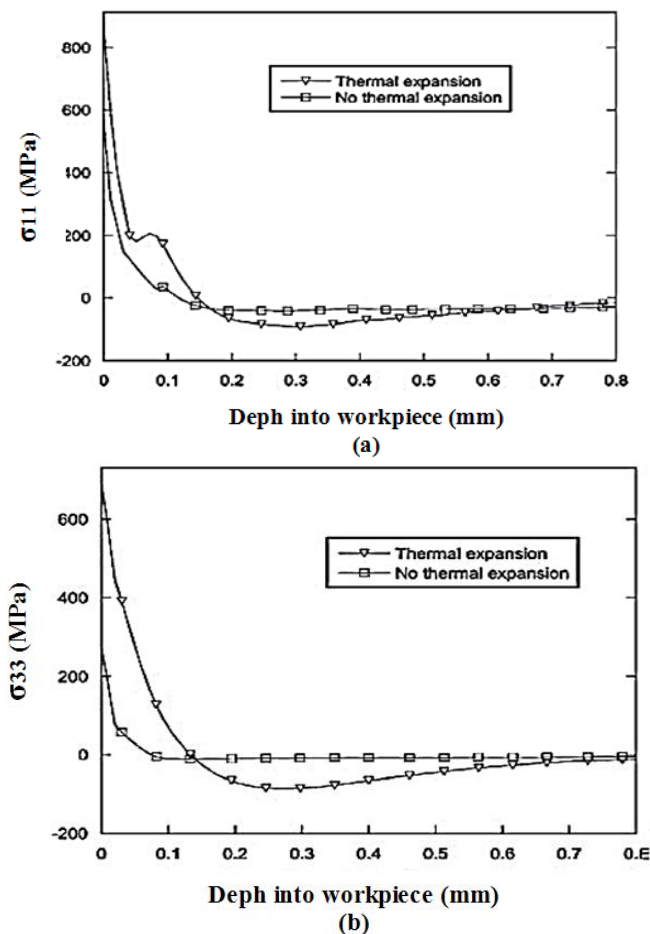 800
600
400
200
0
-200
σ11 (MPa)
Thermal expansion
No thermal expansion
0 0.1 0.2 0.3 0.4 0.5 0.6 0.7 0.8
Deph into workpiece (mm)
(a)
600
400
200
0
-200
σ33 (MPa)
Thermal expansion
No thermal expansion
0 0.1 0.2 0.3 0.4 0.5 0.6 0.7 0.E
Deph into workpiece (mm)
(b)